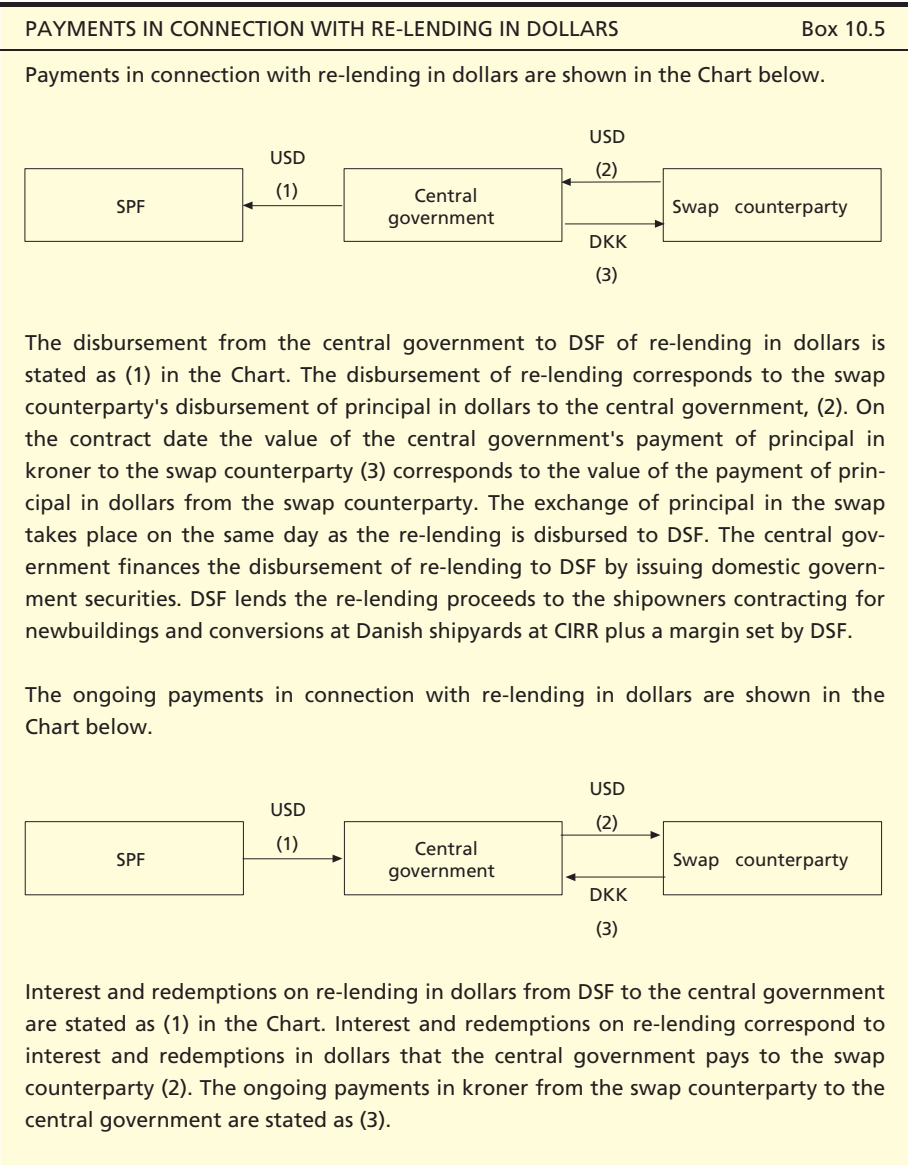 PAYMENTS IN CONNECTION WITH RE-LENDING IN DOLLARS Box 10.5
Payments in connection with re-lending in dollars are shown in the Chart below.
USD
(1)
USD
(2)
SPF
Central
government
Swap counterparty
DKK
(3)
The disbursement from the central government to DSF of re-lending in dollars is
stated as (1) in the Chart. The disbursement of re-lending corresponds to the swap
counterparty's disbursement of principal in dollars to the central government, (2). On
the contract date the value of the central government's payment of principal in
kroner to the swap counterparty (3) corresponds to the value of the payment of prin-
cipal in dollars from the swap counterparty. The exchange of principal in the swap
takes place on the same day as the re-lending is disbursed to DSF. The central gov-
ernment finances the disbursement of re-lending to DSF by issuing domestic govern-
ment securities. DSF lends the re-lending proceeds to the shipowners contracting for
newbuildings and conversions at Danish shipyards at CIRR plus a margin set by DSF.
The ongoing payments in connection with re-lending in dollars are shown in the
Chart below.
USD
(1)
USD
(2)
SPF
Central
government
Swap counterparty
DKK
(3)
Interest and redemptions on re-lending in dollars from DSF to the central government
are stated as (1) in the Chart. Interest and redemptions on re-lending correspond to
interest and redemptions in dollars that the central government pays to the swap
counterparty (2). The ongoing payments in kroner from the swap counterparty to the
central government are stated as (3).